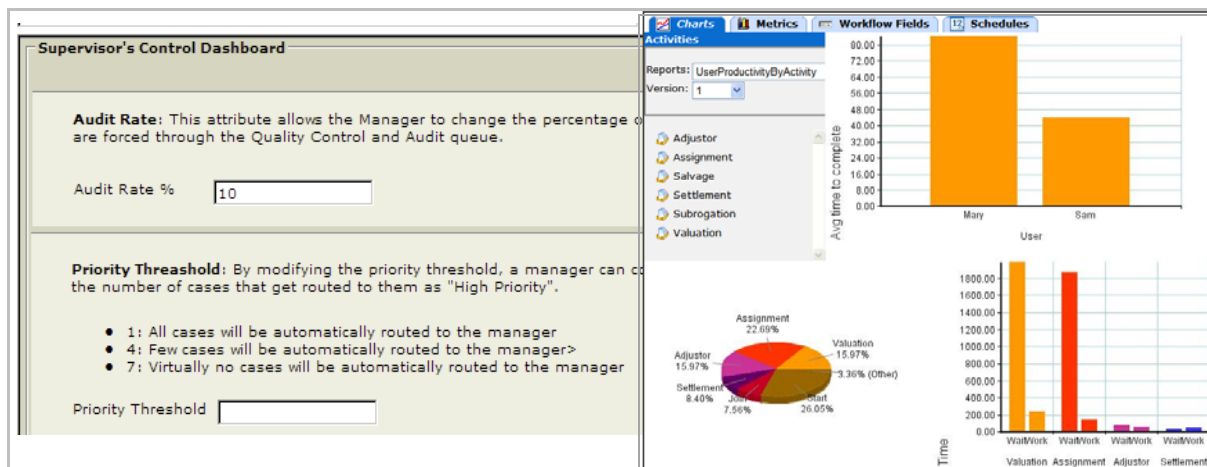 Supervisor's Control Dashboard
Audit Rate: This attribute allows the Manager to change the percentage o
are forced through the Quality Control and Audit queue.
Audit Rate %
10
Priority Threashold: By modifying the priority threshold, a manager can c
the number of cases that get routed to them as "High Priority".
• 1: All cases will be automatically routed to the manager
• 4: Few cases will be automatically routed to the manager>
• 7: Virtually no cases will be automatically routed to the manager
Priority Threshold
Charts Metrics Workflow Fields 12 Schedules
Activities
Reports: UserProductivityByActivity
Version: 1
Adjustor
Assignment
Salvage
Settlement
Subrogation
Valuation
80.00
72.00
64.00
56.00
48.00
40.00
32.00
24.00
16.00
8.00
0.00
Avg time to complete
Mary Sam
User
Assignment
22.69%
Valuation
15.97%
Adjustor
15.97%
3.36% (Other)
Settlement
8.40%
Join
7.56%
Start
26.05%
1800.00
1600.00
1400.00
1200.00
1000.00
800.00
600.00
400.00
200.00
0.00
Time
WaitWork WaitWork WaitWork WaitWork
Valuation Assignment Adjustor Settlement